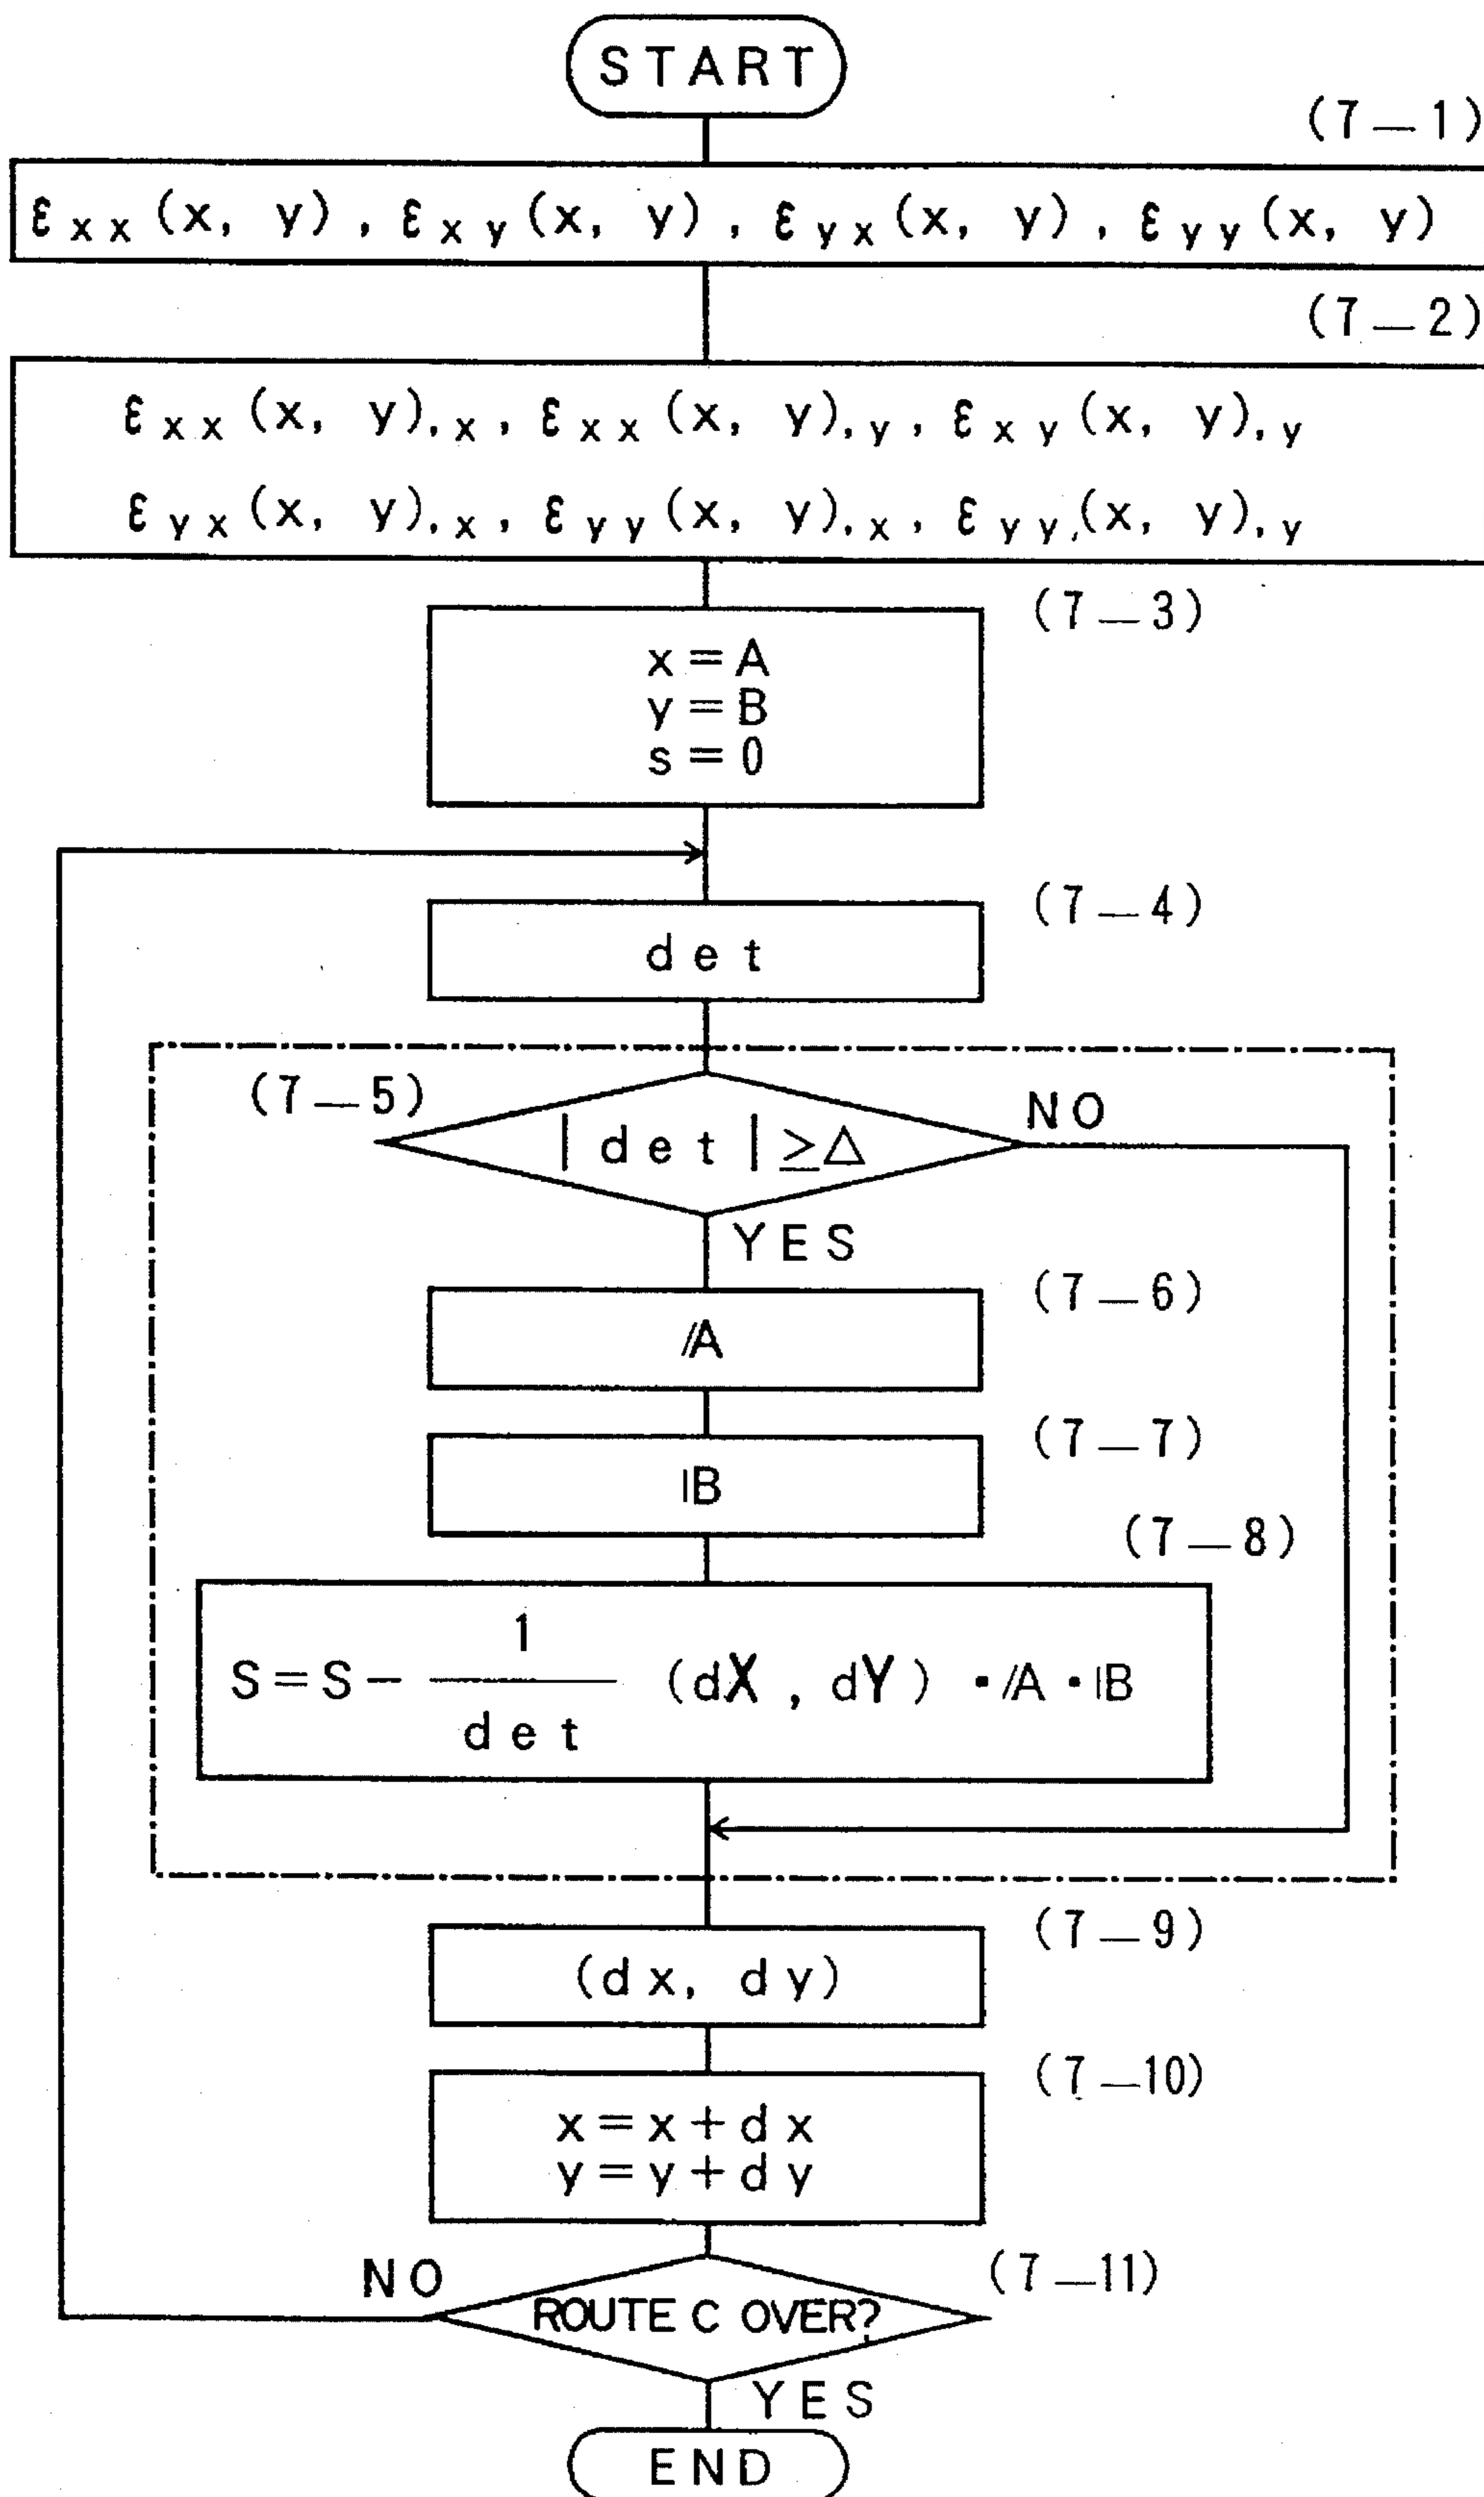 START
(7—1)
εxx(x, y), εxy(x, y), εyx(x, y), εyy(x, y)
(7—2)
εxx(x, y),x, εxx(x, y),y, εxy(x, y),y
εyx(x, y),x, εyy(x, y),x, εyy(x, y),y
(7—3)
x=A
y=B
s=0
(7—4)
det
(7—5)
|det|≥Δ
NO
YES
(7—6)
𝔸
(7—7)
𝔹
(7—8)
S=S− 1/det (dX, dY)・𝔸・𝔹
(7—9)
(dx, dy)
(7—10)
x=x+dx
y=y+dy
(7—11)
NO
ROUTE C OVER?
YES
END